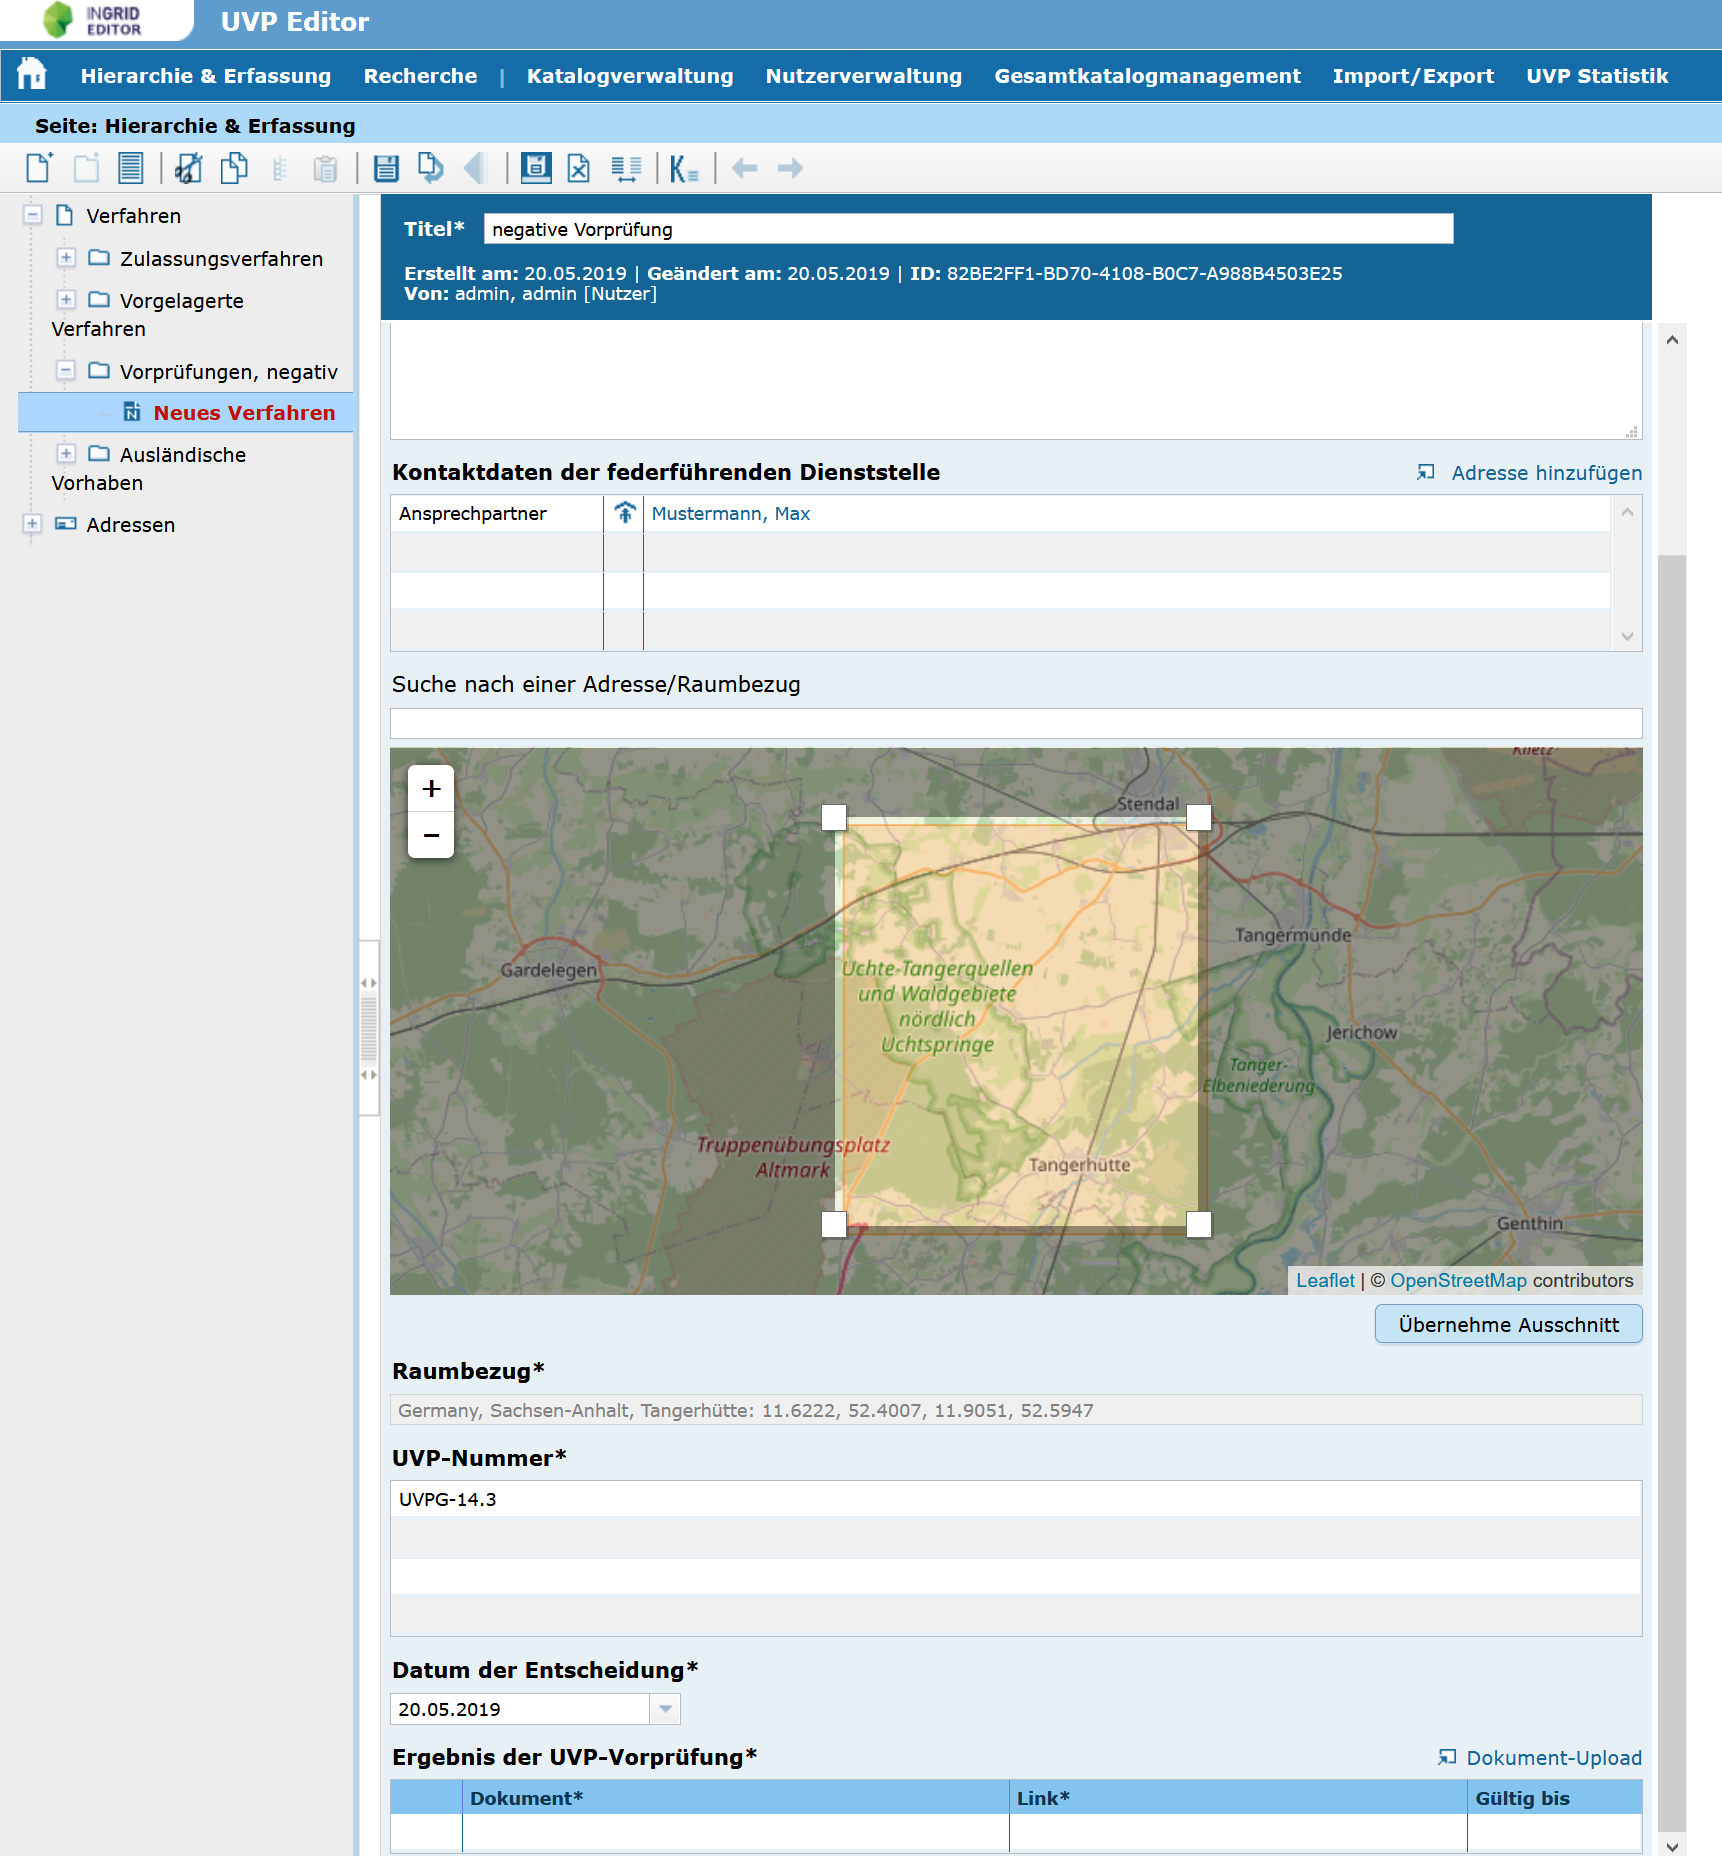 INGRID
EDITOR
UVP Editor
Hierarchie & Erfassung Recherche | Katalogverwaltung Nutzerverwaltung Gesamtkatalogmanagement Import/Export UVP Statistik
Seite: Hierarchie & Erfassung
Verfahren
Zulassungsverfahren
Vorgelagerte
Verfahren
Vorprüfungen, negativ
Neues Verfahren
Ausländische
Vorhaben
Adressen
Titel* negative Vorprüfung
Erstellt am: 20.05.2019 | Geändert am: 20.05.2019 | ID: 82BE2FF1-BD70-4108-B0C7-A988B4503E25
Von: admin, admin [Nutzer]
Kontaktdaten der federführenden Dienststelle Adresse hinzufügen
Ansprechpartner Mustermann, Max
Suche nach einer Adresse/Raumbezug
+
−
Klietz
Stendal
Tangermünde
Gardelegen
Uchte-Tangerquellen
und Waldgebiete
nördlich
Uchtspringe
Jerichow
Tanger-
Elbeniederung
Truppenübungsplatz
Altmark
Tangerhütte
Genthin
Leaflet | © OpenStreetMap contributors
Übernehme Ausschnitt
Raumbezug*
Germany, Sachsen-Anhalt, Tangerhütte: 11.6222, 52.4007, 11.9051, 52.5947
UVP-Nummer*
UVPG-14.3
Datum der Entscheidung*
20.05.2019
Ergebnis der UVP-Vorprüfung* Dokument-Upload
Dokument* Link* Gültig bis